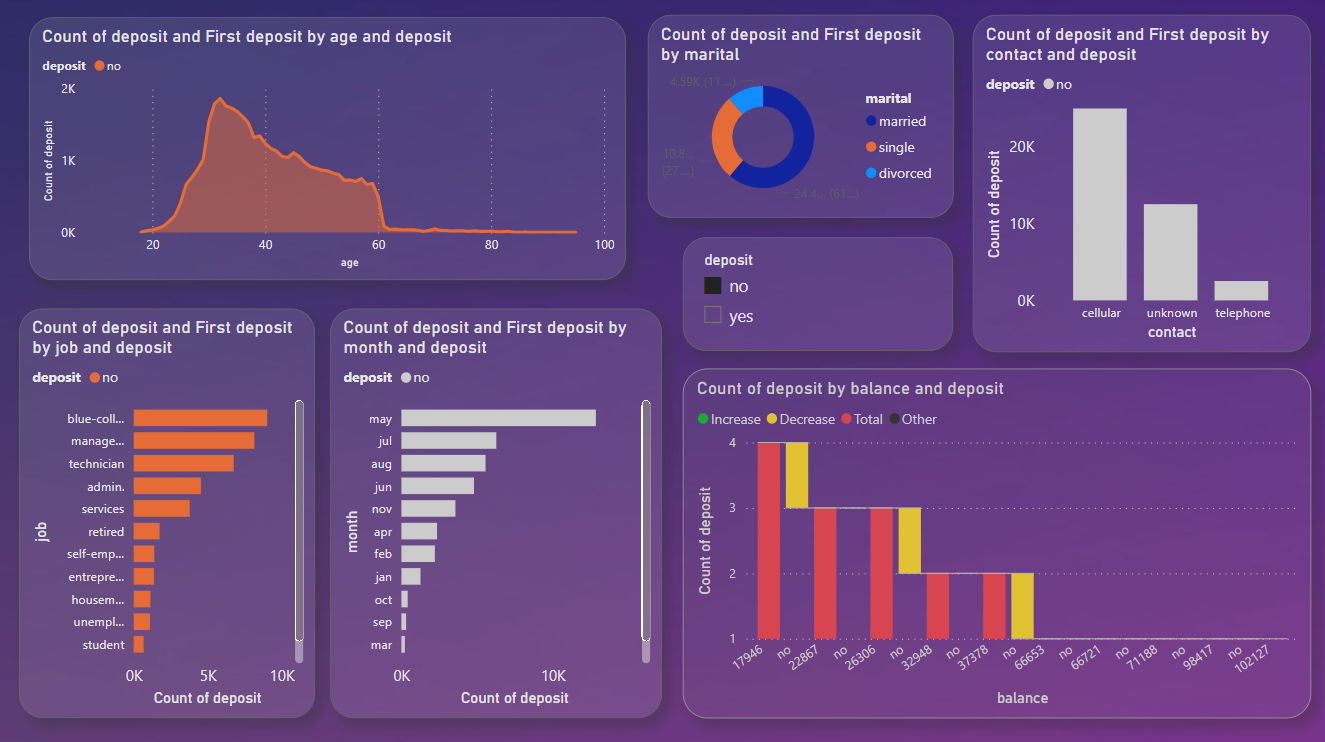 Count of deposit and First deposit by age and deposit
deposit no
2K
1K
0K
Count of deposit
20 40 60 80 100
age
Count of deposit and First deposit
by marital
4.59K (11....)
10.8...
(27....)
24.4... (61....)
marital
married
single
divorced
Count of deposit and First deposit by
contact and deposit
deposit no
20K
10K
0K
Count of deposit
cellular unknown telephone
contact
deposit
no
yes
Count of deposit and First deposit
by job and deposit
deposit no
job
blue-coll...
manage...
technician
admin.
services
retired
self-emp...
entrepre...
housem...
unempl...
student
0K 5K 10K
Count of deposit
Count of deposit and First deposit by
month and deposit
deposit no
month
may
jul
aug
jun
nov
apr
feb
jan
oct
sep
mar
0K 10K
Count of deposit
Count of deposit by balance and deposit
Increase Decrease Total Other
4
3
2
1
Count of deposit
17946 no 22867 no 26306 no 32948 no 37378 no 66653 no 66721 no 71188 no 98417 no 102127
balance